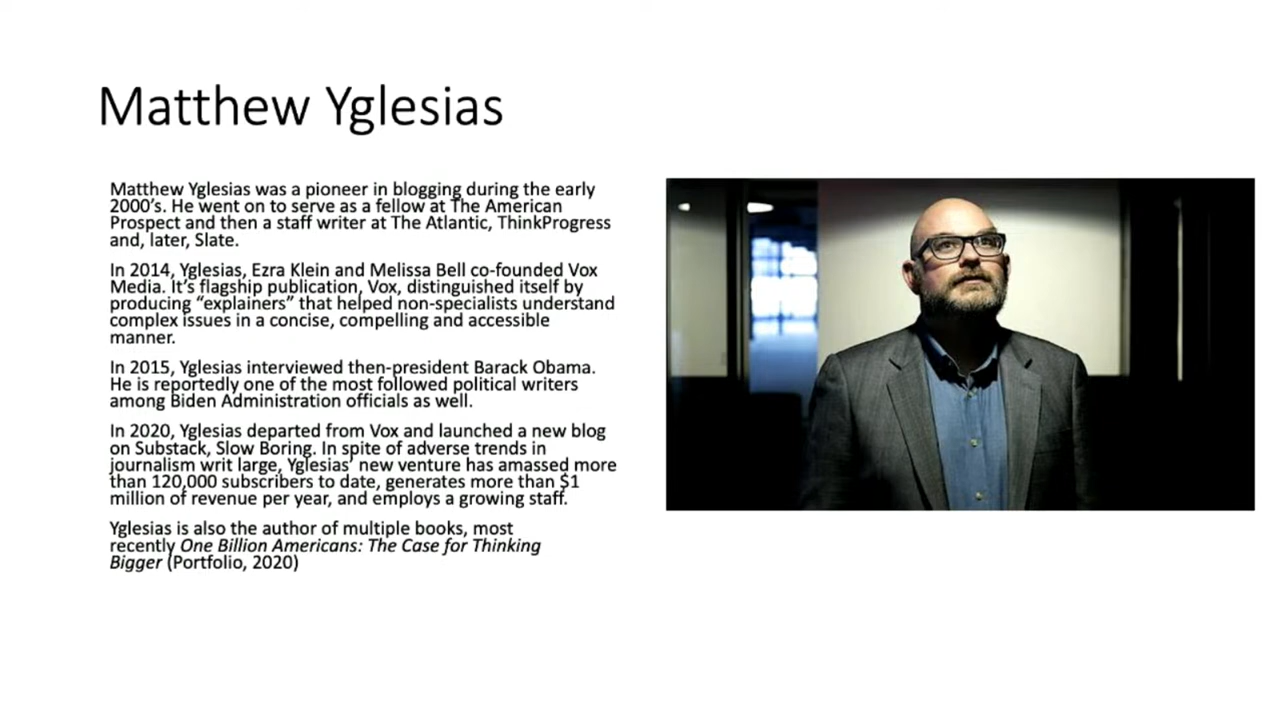 Matthew Yglesias
Matthew Yglesias was a pioneer in blogging during the early
2000’s. He went on to serve as a fellow at The American
Prospect and then a staff writer at The Atlantic, ThinkProgress
and, later, Slate.
In 2014, Yglesias, Ezra Klein and Melissa Bell co-founded Vox
Media. It’s flagship publication, Vox, distinguished itself by
producing “explainers” that helped non-specialists understand
complex issues in a concise, compelling and accessible
manner.
In 2015, Yglesias interviewed then-president Barack Obama.
He is reportedly one of the most followed political writers
among Biden Administration officials as well.
In 2020, Yglesias departed from Vox and launched a new blog
on Substack, Slow Boring. In spite of adverse trends in
journalism writ large, Yglesias’ new venture has amassed more
than 120,000 subscribers to date, generates more than $1
million of revenue per year, and employs a growing staff.
Yglesias is also the author of multiple books, most
recently One Billion Americans: The Case for Thinking
Bigger (Portfolio, 2020)